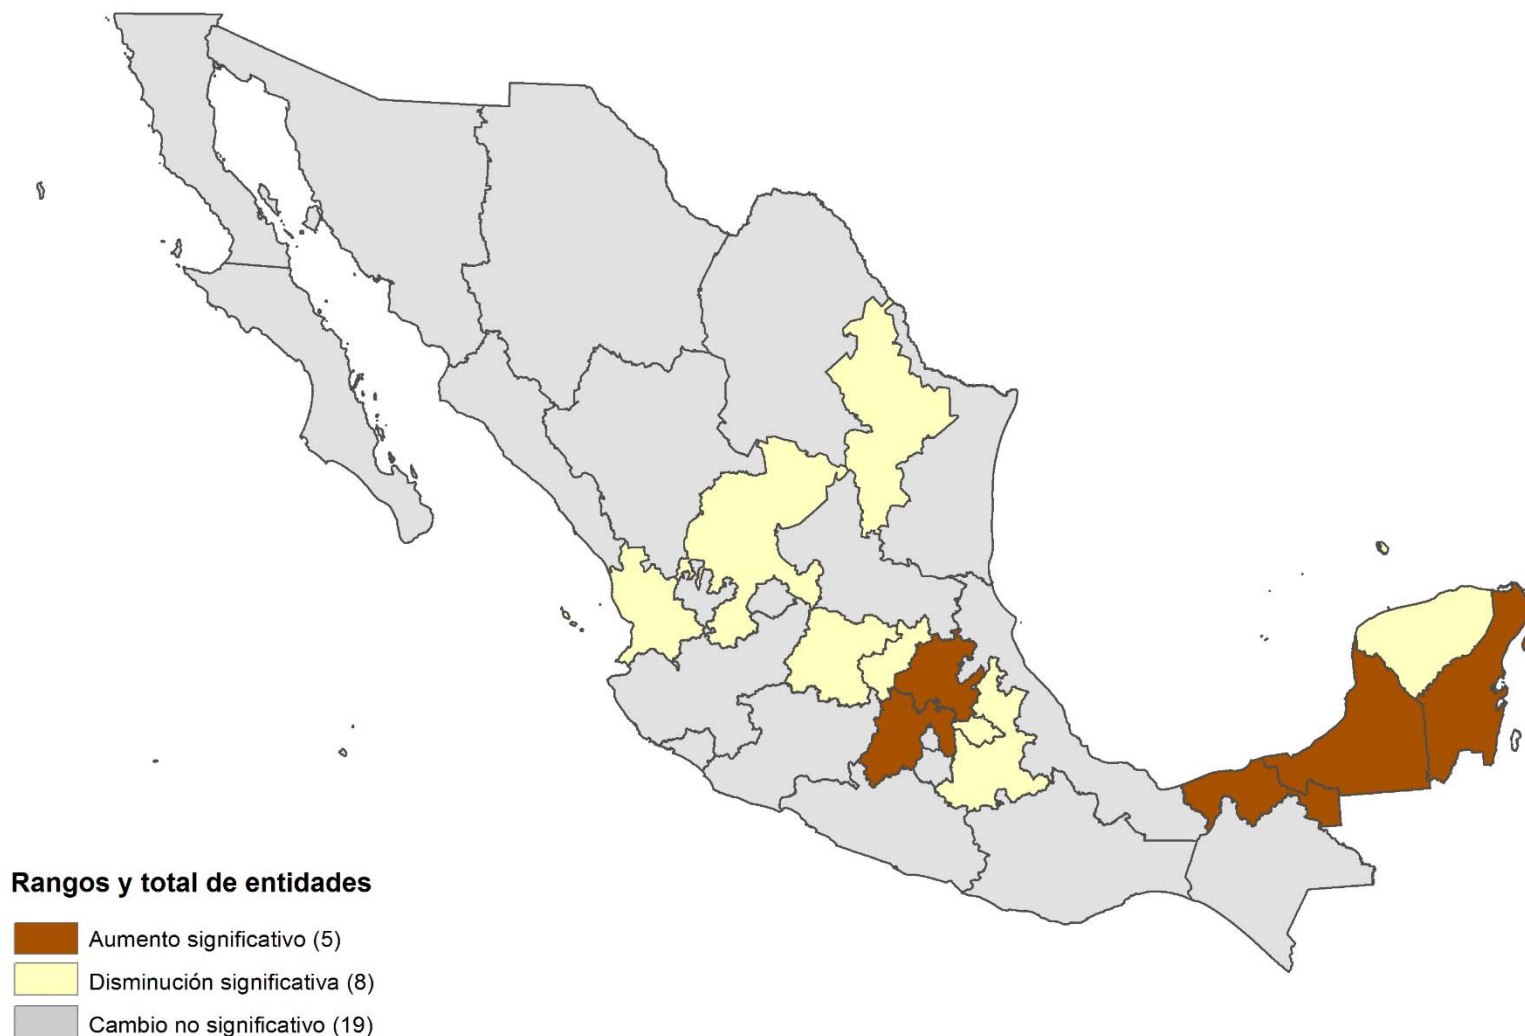 Rangos y total de entidades
Aumento significativo (5)
Disminución significativa (8)
Cambio no significativo (19)